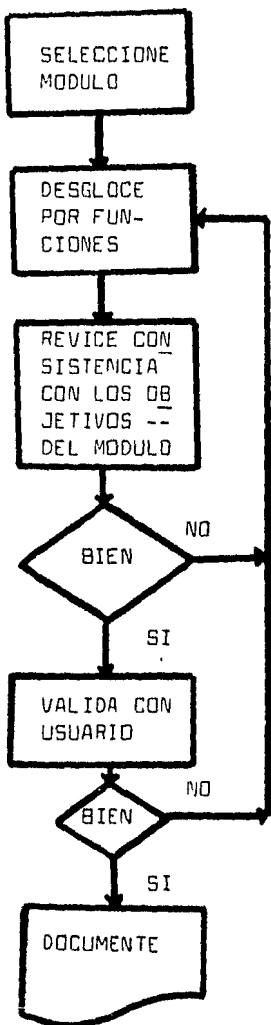 SELECCIONE
MODULO
DESGLOCE
POR FUN-
CIONES
REVICE CON
SISTENCIA
CON LOS OB
JETIVOS --
DEL MODULO
BIEN
NO
SI
VALIDA CON
USUARIO
BIEN
NO
SI
DOCUMENTE